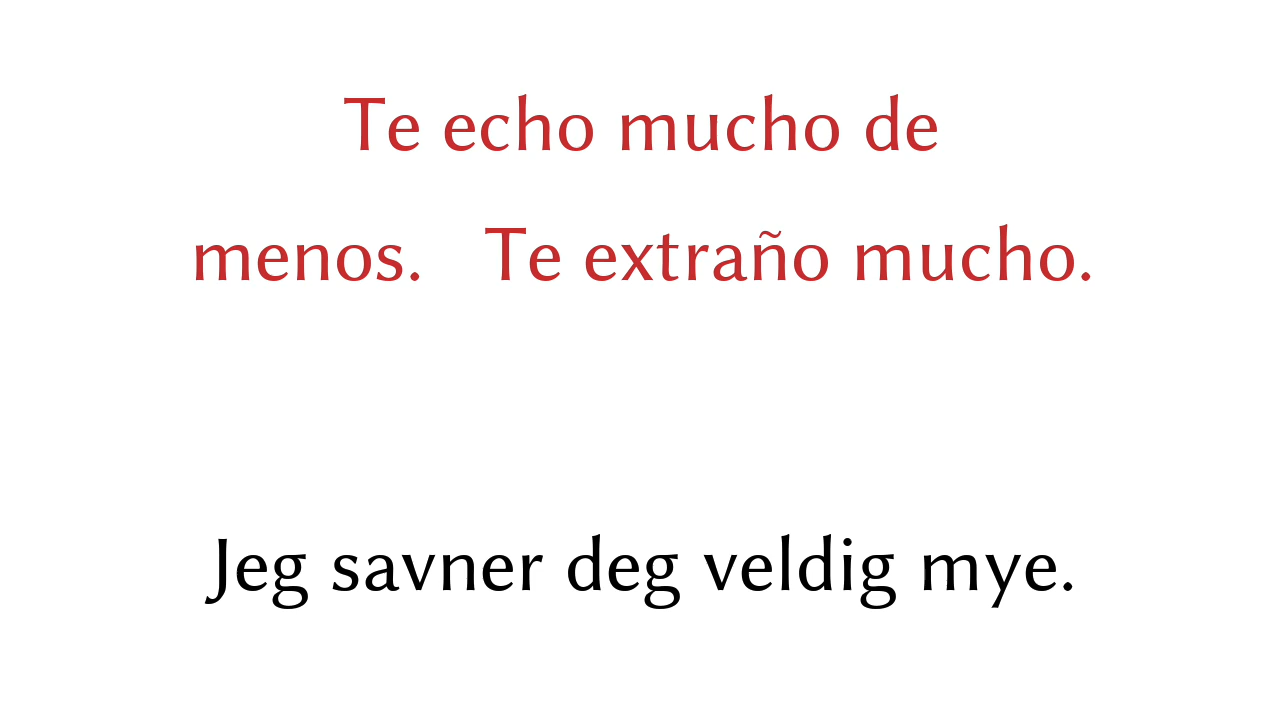 Te echo mucho de
menos.   Te extraño mucho.
Jeg savner deg veldig mye.